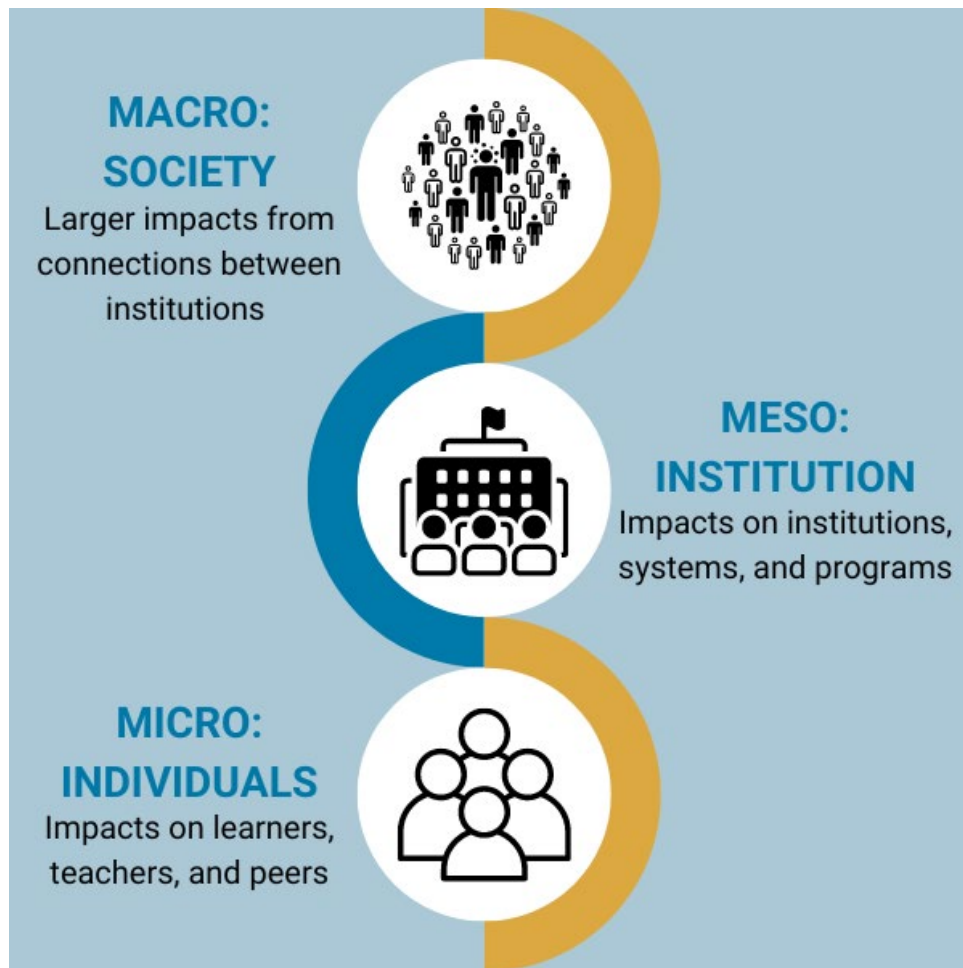 MACRO:
SOCIETY
Larger impacts from
connections between
institutions
MESO:
INSTITUTION
Impacts on institutions,
systems, and programs
MICRO:
INDIVIDUALS
Impacts on learners,
teachers, and peers